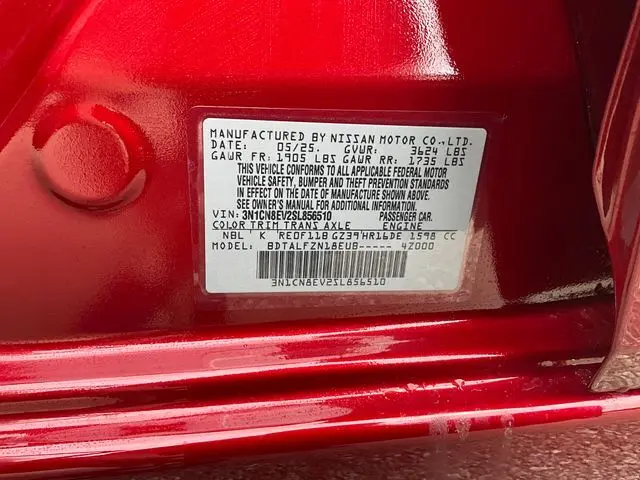 MANUFACTURED BY NISSAN MOTOR CO.,LTD.
DATE: 05/25. GVWR: 3624 LBS
GAWR FR: 1905 LBS GAWR RR: 1735 LBS
THIS VEHICLE CONFORMS TO ALL APPLICABLE FEDERAL MOTOR
VEHICLE SAFETY, BUMPER AND THEFT PREVENTION STANDARDS
IN EFFECT ON THE DATE OF MANUFACTURE SHOWN ABOVE.
SEE OWNERS MANUAL FOR ADDITIONAL INFORMATION.
VIN: 3N1CN8EV2SL856510 PASSENGER CAR.
COLOR TRIM TRANS AXLE ENGINE
NBL' K 'RE0F11B GZ39'HR16DE 1598 CC
MODEL: BDTALFZN18EUB----- 4Z000
3N1CN8EV2SL856510